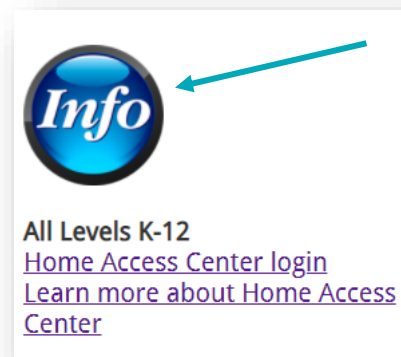 Info
All Levels K-12
Home Access Center login
Learn more about Home Access
Center